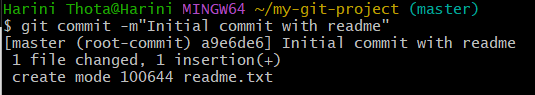 Harini Thota@Harini MINGW64 ~/my-git-project (master)
$ git commit -m"Initial commit with readme"
[master (root-commit) a9e6de6] Initial commit with readme
 1 file changed, 1 insertion(+)
 create mode 100644 readme.txt